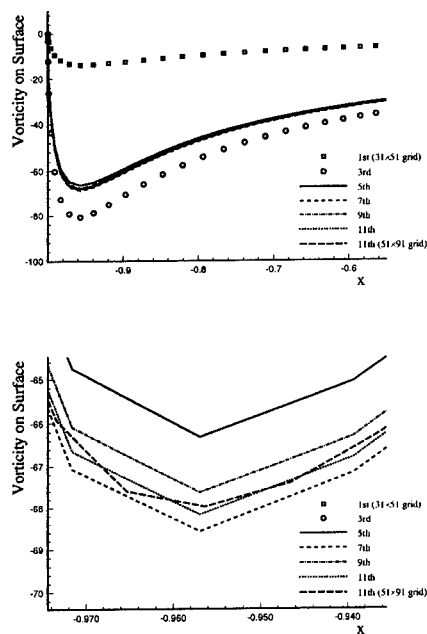 Vorticity on Surface
0
-20
-40
-60
-80
-100
-0.9
-0.8
-0.7
-0.6
X
1st (31×51 grid)
3rd
5th
7th
9th
11th
11th (51×91 grid)
Vorticity on Surface
-65
-66
-67
-68
-69
-70
-0.970
-0.960
-0.950
-0.940
X
1st (31×51 grid)
3rd
5th
7th
9th
11th
11th (51×91 grid)